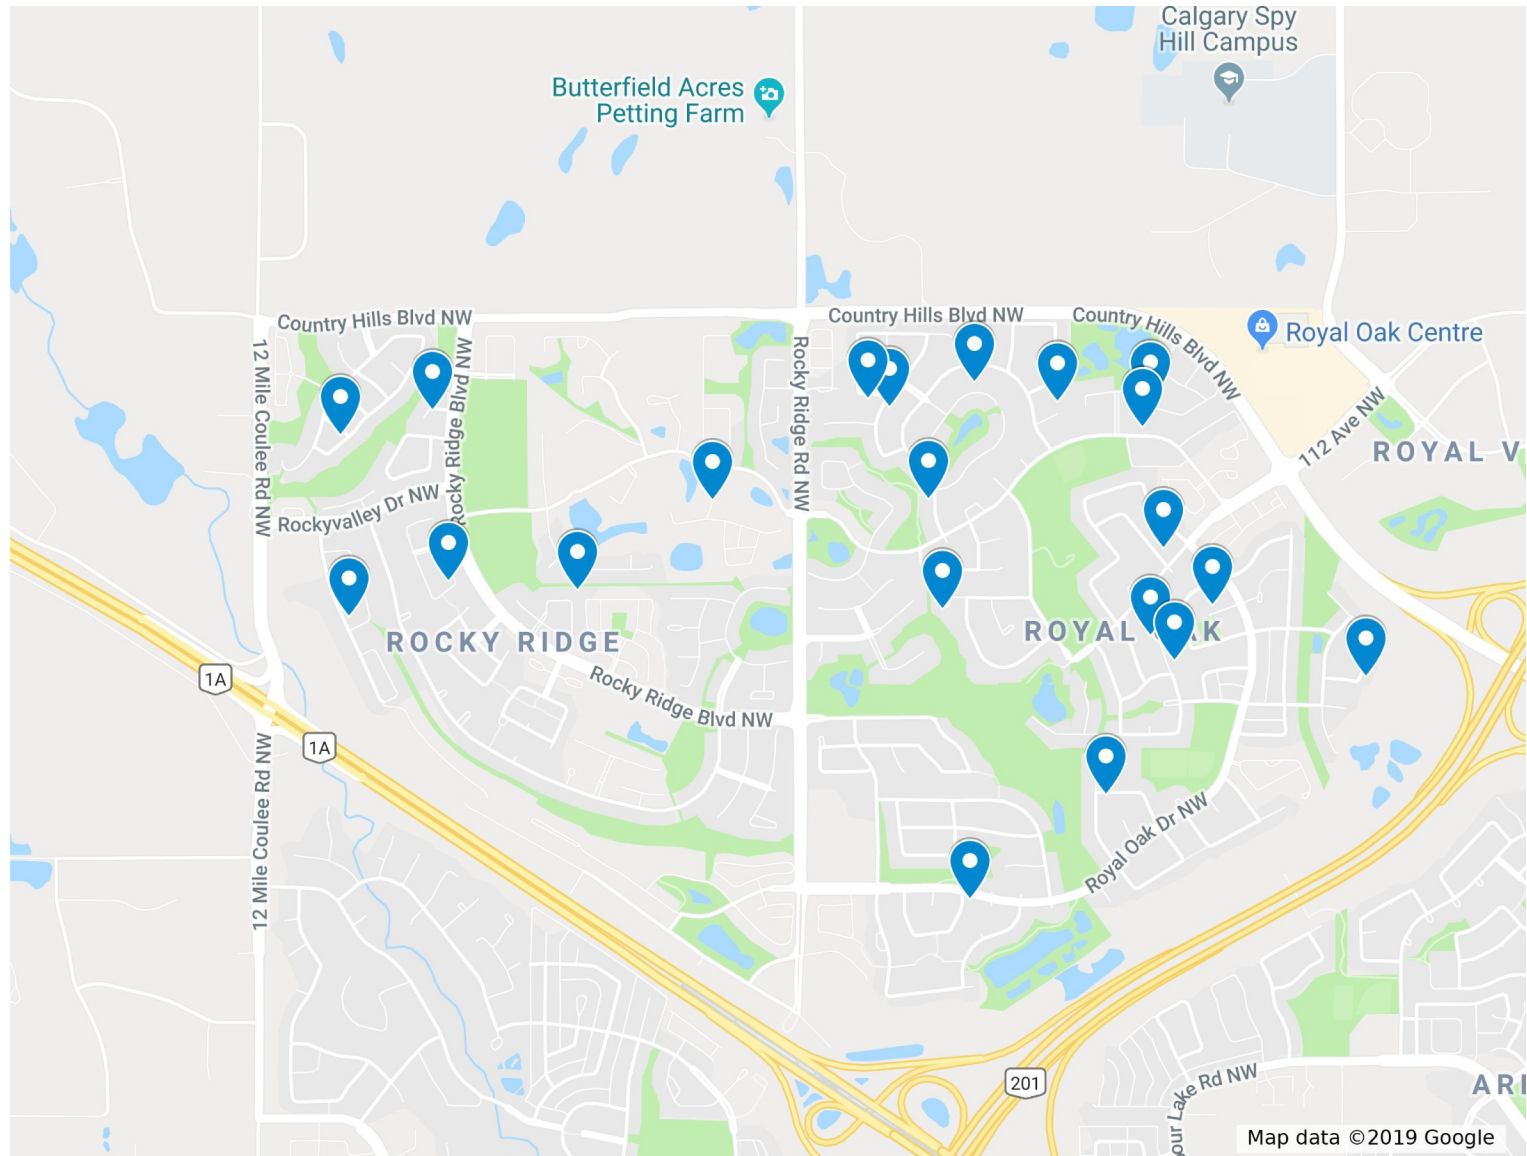 Calgary Spy
Hill Campus
Butterfield Acres
Petting Farm
Country Hills Blvd NW
Country Hills Blvd NW
Country Hills Blvd NW
Royal Oak Centre
12 Mile Coulee Rd NW
Rocky Ridge Blvd NW
Rocky Ridge Rd NW
112 Ave NW
ROYAL V
Rockyvalley Dr NW
ROCKY RIDGE
ROYAL AK
1A
Rocky Ridge Blvd NW
1A
12 Mile Coulee Rd NW
Royal Oak Dr NW
201
our Lake Rd NW
ARI
Map data ©2019 Google